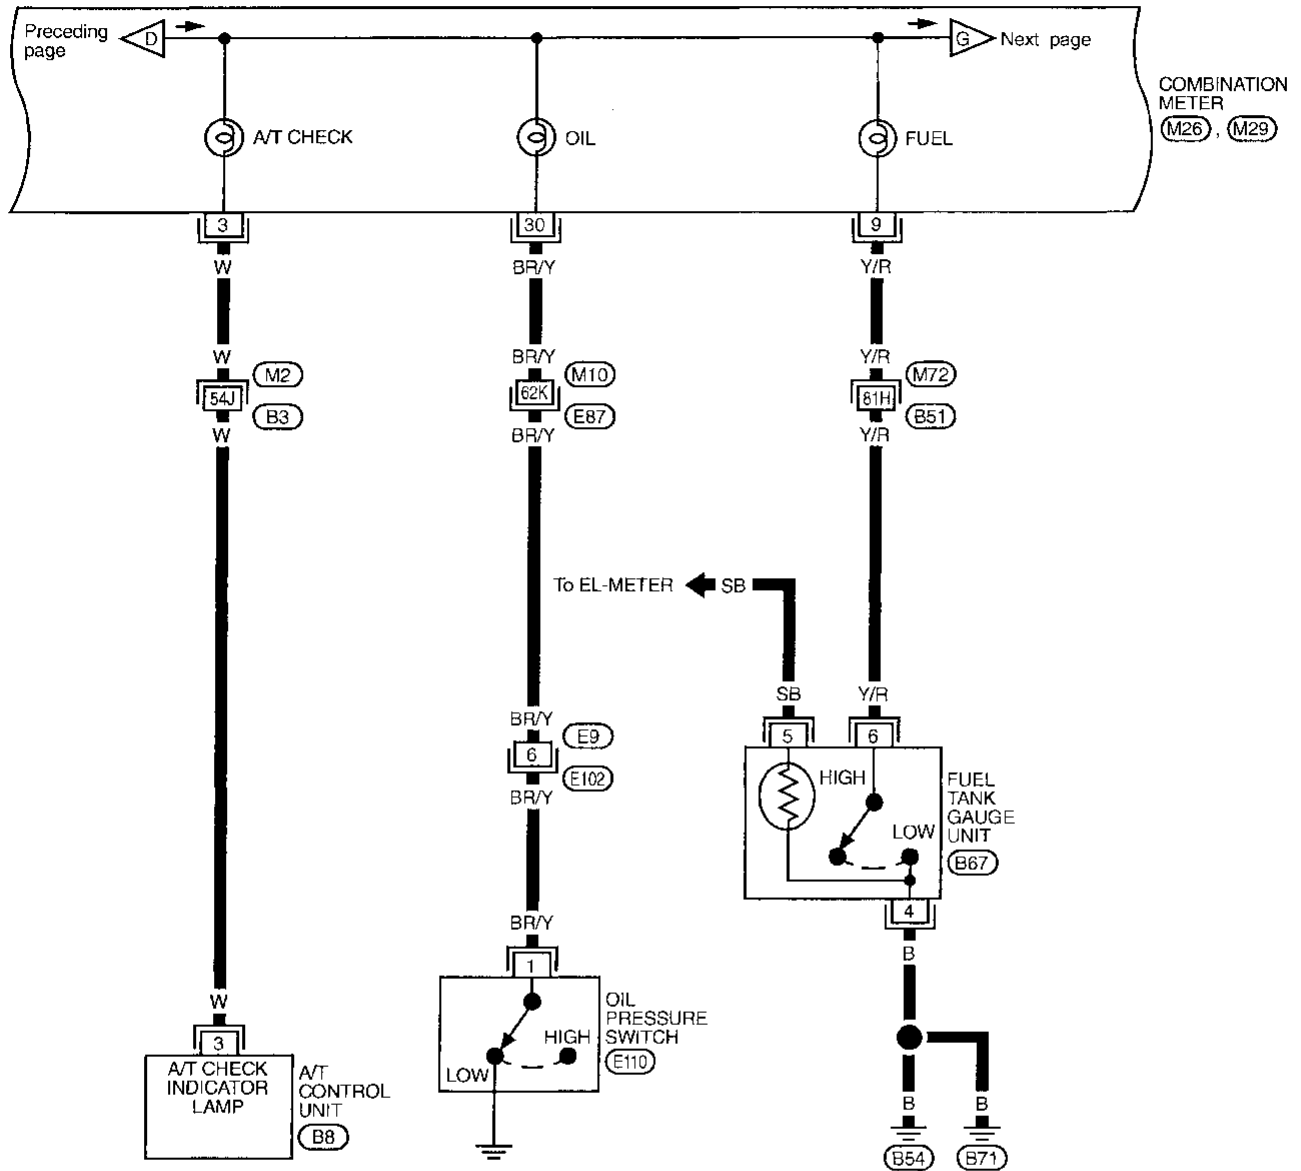 Preceding
page
D
G
Next page
COMBINATION
METER
M26 , M29
A/T CHECK
OIL
FUEL
3
30
9
W
BR/Y
Y/R
W
BR/Y
Y/R
M2
M10
M72
54J
62K
81H
B3
E87
B51
W
BR/Y
Y/R
To EL-METER
SB
SB
Y/R
BR/Y
E9
5
6
6
E102
BR/Y
HIGH
LOW
FUEL
TANK
GAUGE
UNIT
B67
4
BR/Y
B
1
W
OIL
PRESSURE
SWITCH
E110
HIGH
LOW
3
A/T CHECK
INDICATOR
LAMP
A/T
CONTROL
UNIT
B8
B
B
B54
B71